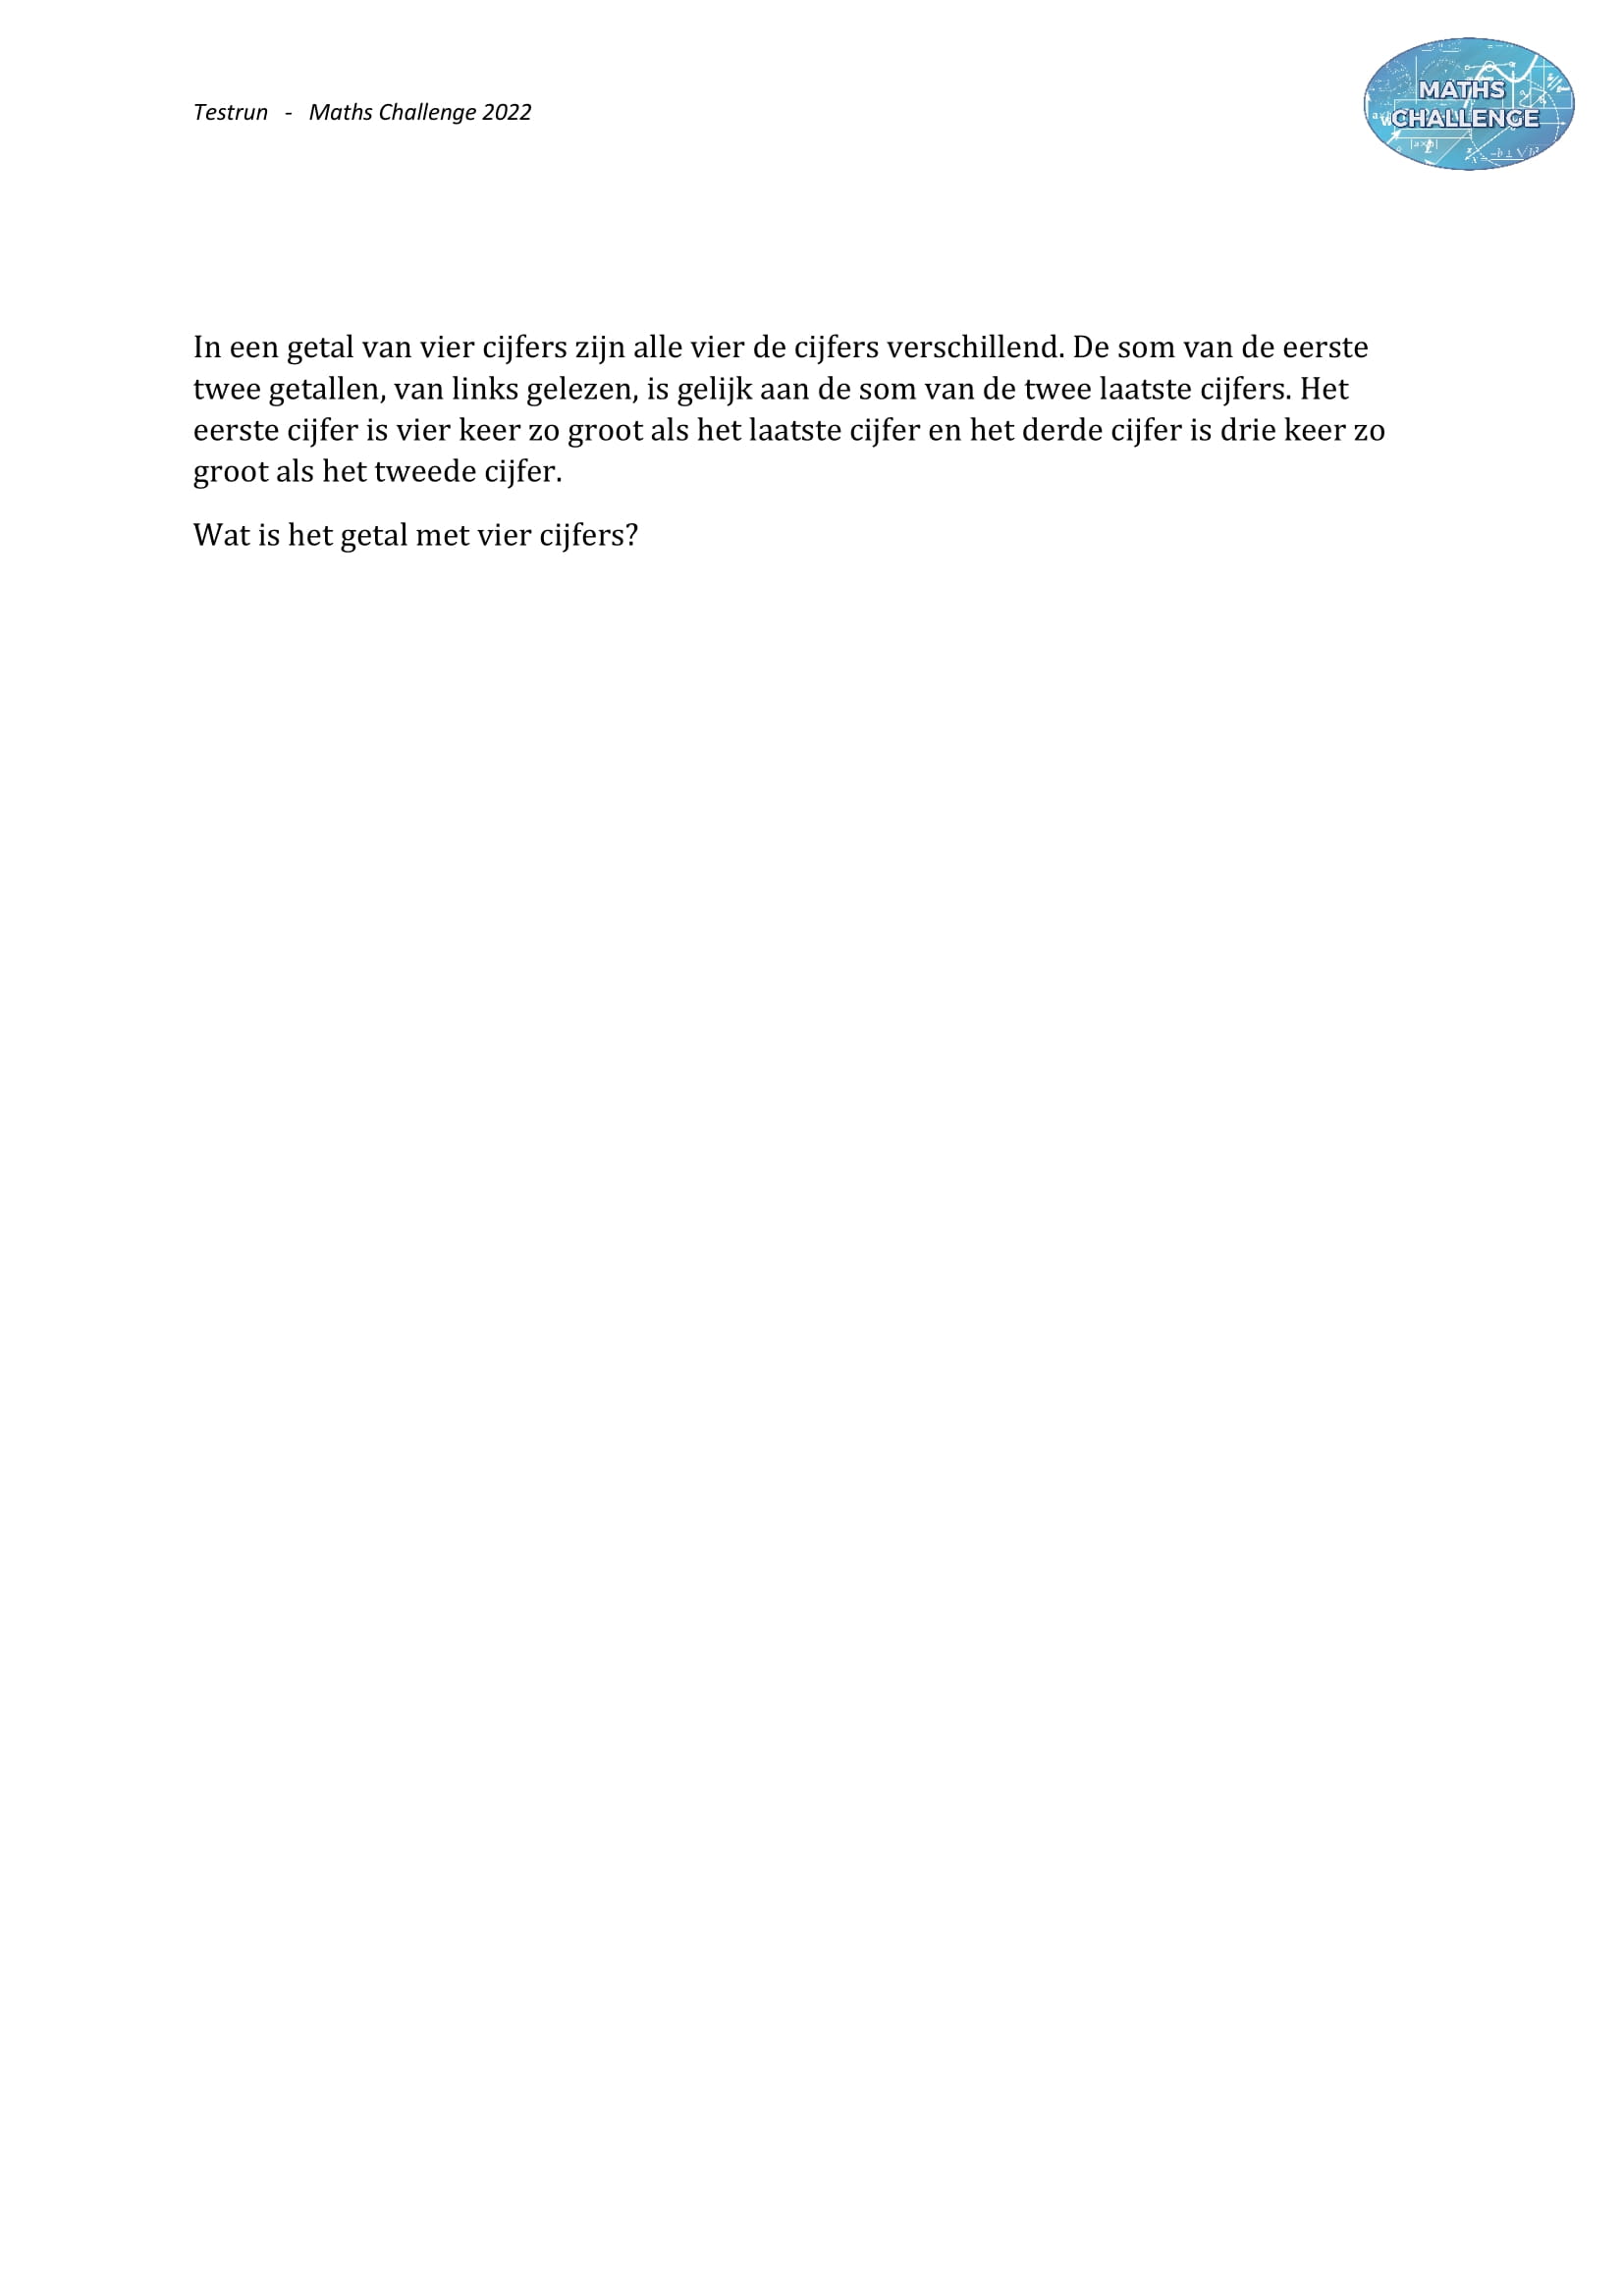 Testrun - Maths Challenge 2022
MATHS
CHALLENGE
In een getal van vier cijfers zijn alle vier de cijfers verschillend. De som van de eerste
twee getallen, van links gelezen, is gelijk aan de som van de twee laatste cijfers. Het
eerste cijfer is vier keer zo groot als het laatste cijfer en het derde cijfer is drie keer zo
groot als het tweede cijfer.
Wat is het getal met vier cijfers?